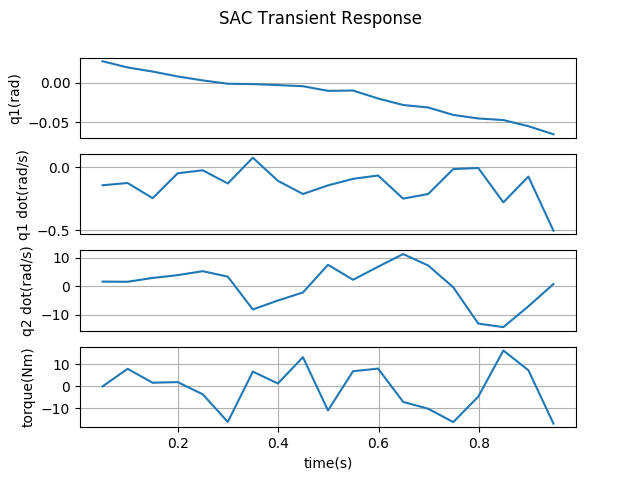 SAC Transient Response
q1(rad)
0.00
−0.05
q1 dot(rad/s)
0.0
−0.5
q2 dot(rad/s)
10
0
−10
torque(Nm)
10
0
−10
0.2 0.4 0.6 0.8
time(s)